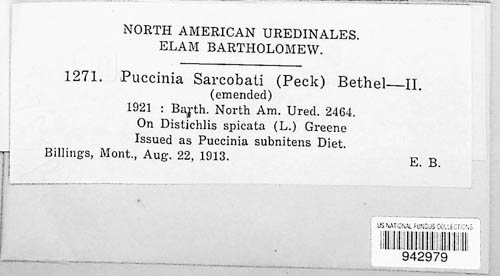 NORTH AMERICAN UREDINALES.
ELAM BARTHOLOMEW.
1271. Puccinia Sarcobati (Peck) Bethel—II.
(emended)
1921 : Barth. North Am. Ured. 2464.
On Distichlis spicata (L.) Greene
Issued as Puccinia subnitens Diet.
Billings, Mont., Aug. 22, 1913. E. B.
US NATIONAL FUNGUS COLLECTIONS
942979